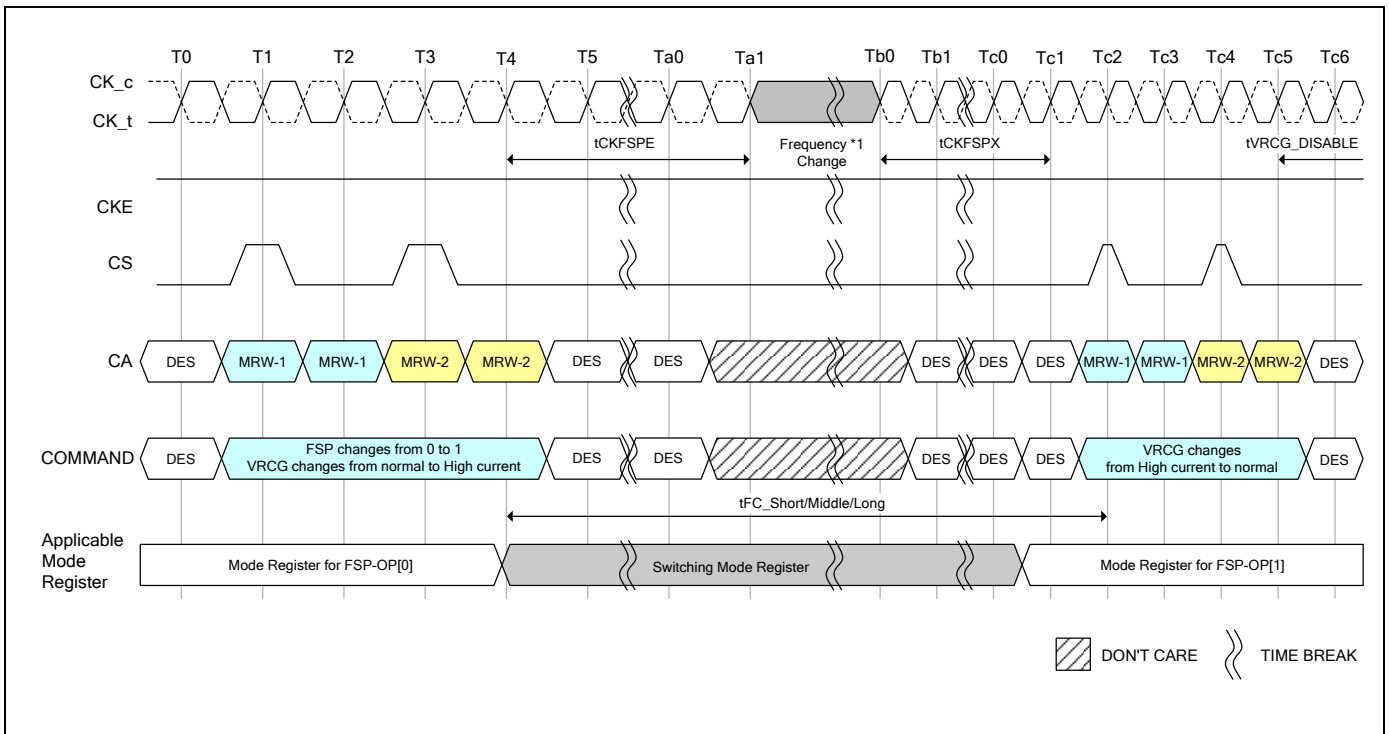 T0 T1 T2 T3 T4 T5 Ta0 Ta1 Tb0 Tb1 Tc0 Tc1 Tc2 Tc3 Tc4 Tc5 Tc6
CK_c
CK_t
tCKFSPE
Frequency *1
Change
tCKFSPX
tVRCG_DISABLE
CKE
CS
CA
DES MRW-1 MRW-1 MRW-2 MRW-2 DES DES DES DES DES MRW-1 MRW-1 MRW-2 MRW-2 DES
COMMAND
DES
FSP changes from 0 to 1
VRCG changes from normal to High current
DES DES DES DES DES
VRCG changes
from High current to normal
DES
tFC_Short/Middle/Long
Applicable
Mode
Register
Mode Register for FSP-OP[0]
Switching Mode Register
Mode Register for FSP-OP[1]
DON'T CARE
TIME BREAK